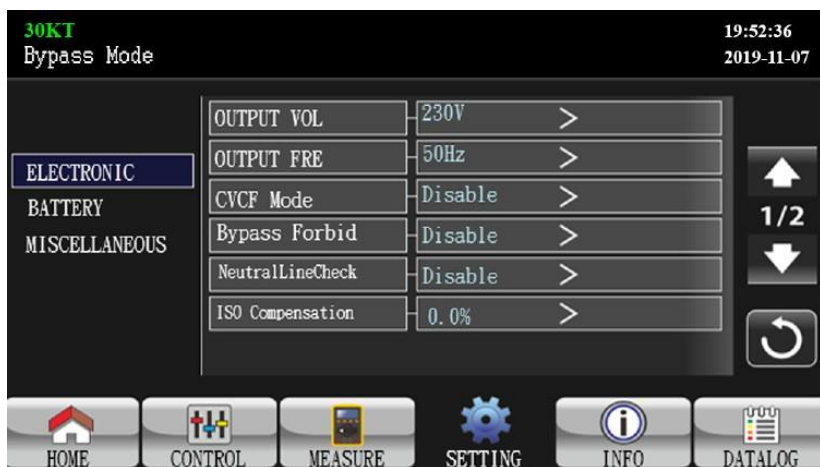 30KT
Bypass Mode
19:52:36
2019-11-07
ELECTRONIC
BATTERY
MISCELLANEOUS
OUTPUT VOL 230V >
OUTPUT FRE 50Hz >
CVCF Mode Disable >
Bypass Forbid Disable >
NeutralLineCheck Disable >
ISO Compensation 0.0% >
1/2
HOME CONTROL MEASURE SETTING INFO DATALOG